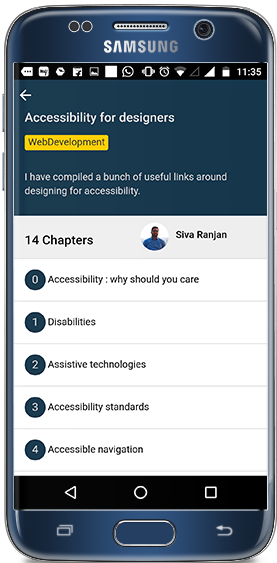 SAMSUNG
11:35
Accessibility for designers
WebDevelopment
I have compiled a bunch of useful links around
designing for accessibility.
14 Chapters
Siva Ranjan
0 Accessibility : why should you care
1 Disabilities
2 Assistive technologies
3 Accessibility standards
4 Accessible navigation